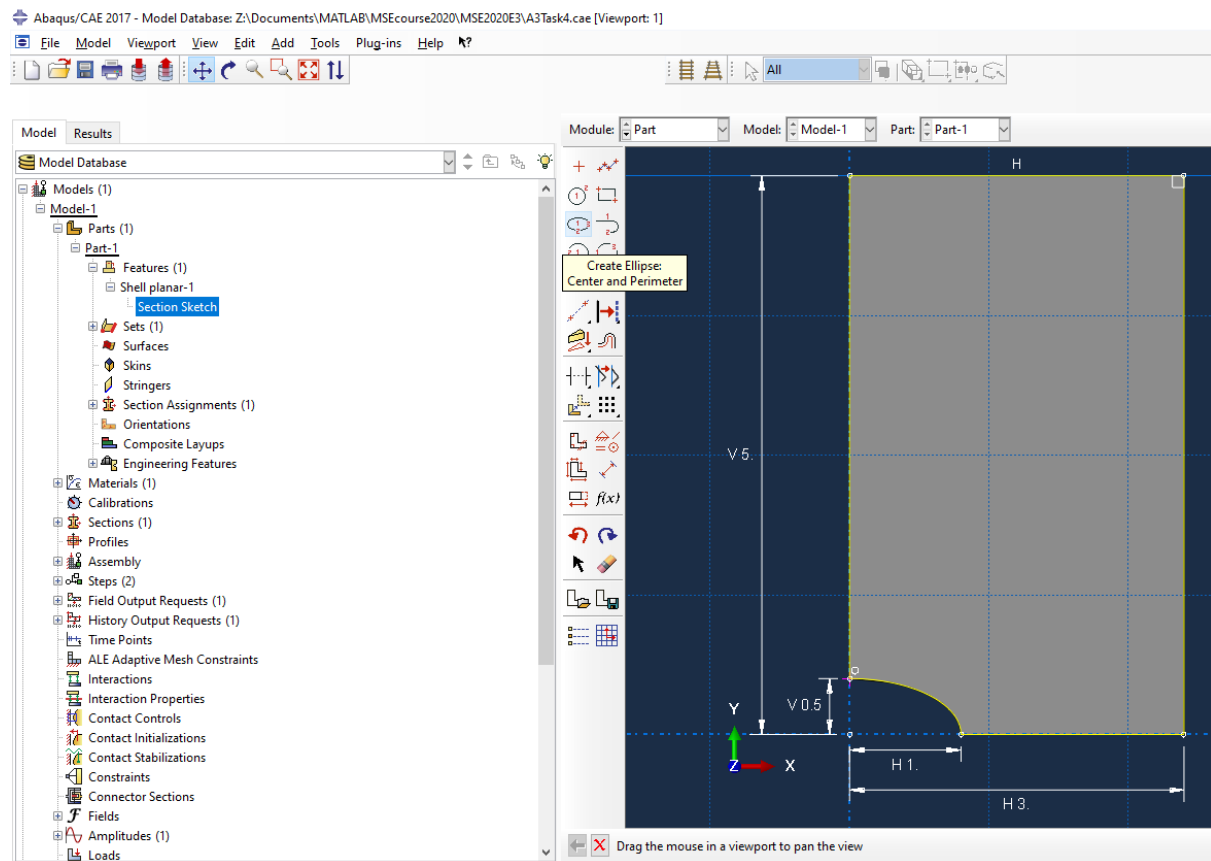 Abaqus/CAE 2017 - Model Database: Z:\Documents\MATLAB\MSEcourse2020\MSE2020E3\A3Task4.cae [Viewport: 1]
File Model Viewport View Edit Add Tools Plug-ins Help
All
Model Results
Module: Part Model: Model-1 Part: Part-1
Model Database
Models (1)
Model-1
Parts (1)
Part-1
Features (1)
Shell planar-1
Section Sketch
Sets (1)
Surfaces
Skins
Stringers
Section Assignments (1)
Orientations
Composite Layups
Engineering Features
Materials (1)
Calibrations
Sections (1)
Profiles
Assembly
Steps (2)
Field Output Requests (1)
History Output Requests (1)
Time Points
ALE Adaptive Mesh Constraints
Interactions
Interaction Properties
Contact Controls
Contact Initializations
Contact Stabilizations
Constraints
Connector Sections
Fields
Amplitudes (1)
Loads
Create Ellipse:
Center and Perimeter
f(x)
H
V 5.
V 0.5
Y
Z X
H 1.
H 3.
Drag the mouse in a viewport to pan the view